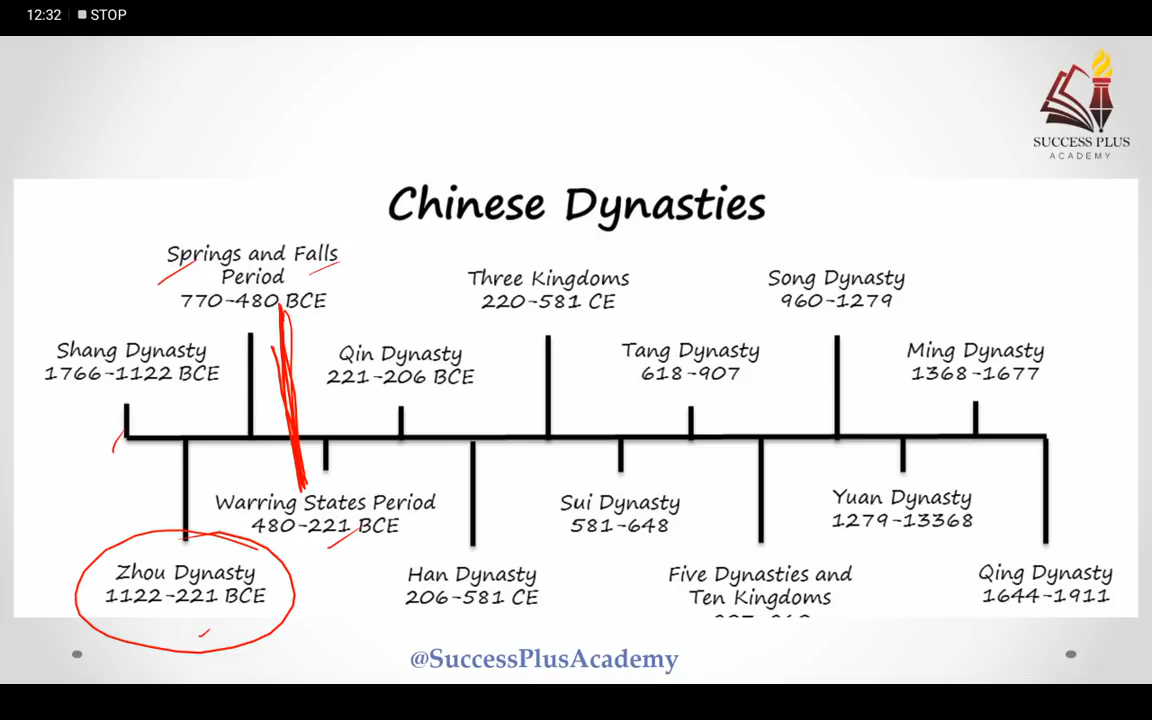 12:32 STOP
SUCCESS PLUS
ACADEMY
Chinese Dynasties
Springs and Falls
Period
770-480 BCE
Three Kingdoms
220-581 CE
Song Dynasty
960-1279
Shang Dynasty
1766-1122 BCE
Qin Dynasty
221-206 BCE
Tang Dynasty
618-907
Ming Dynasty
1368-1677
Warring States Period
480-221 BCE
Sui Dynasty
581-648
Yuan Dynasty
1279-13368
Zhou Dynasty
1122-221 BCE
Han Dynasty
206-581 CE
Five Dynasties and
Ten Kingdoms
Qing Dynasty
1644-1911
@SuccessPlusAcademy